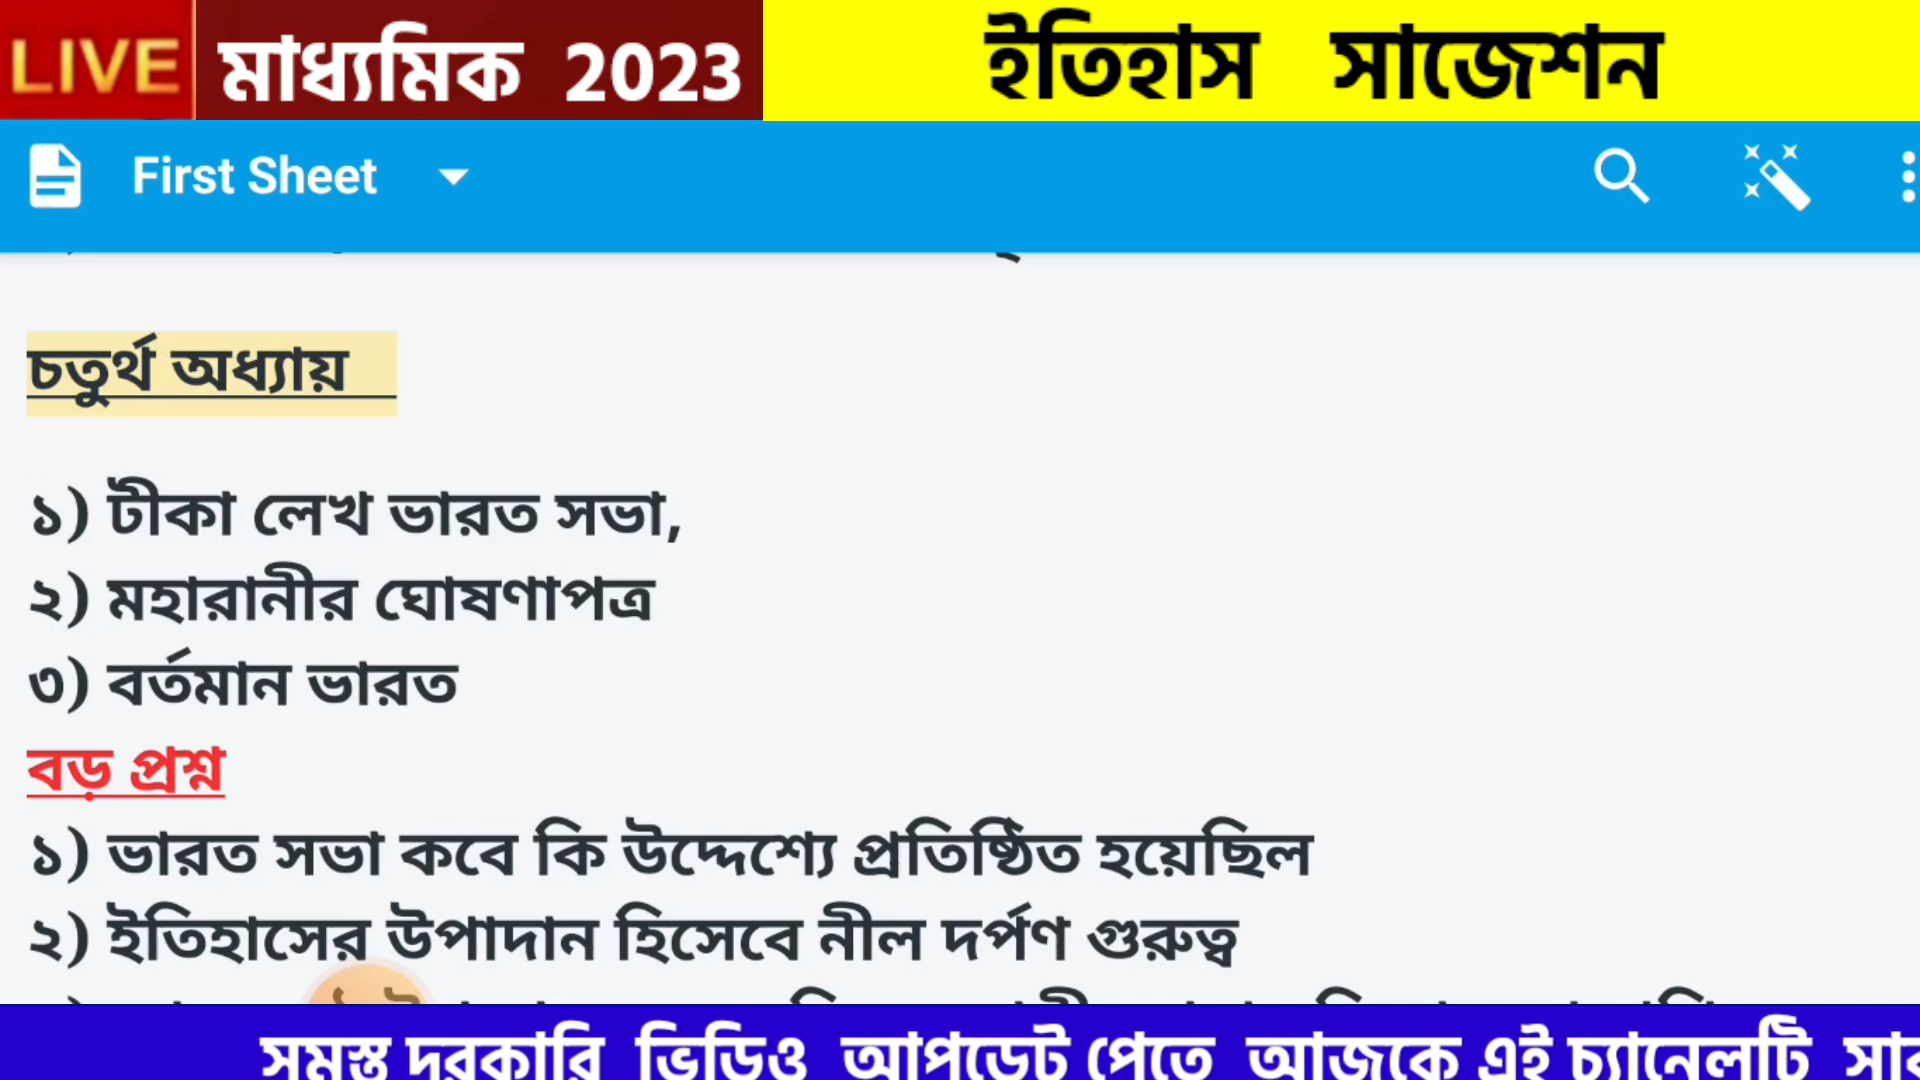 LIVE মাধ্যমিক 2023 ইতিহাস সাজেশন
First Sheet
চতুর্থ অধ্যায়
১) টীকা লেখ ভারত সভা,
২) মহারানীর ঘোষণাপত্র
৩) বর্তমান ভারত
বড় প্রশ্ন
১) ভারত সভা কবে কি উদ্দেশ্যে প্রতিষ্ঠিত হয়েছিল
২) ইতিহাসের উপাদান হিসেবে নীল দর্পণ গুরুত্ব
সমস্ত দরকারি ভিডিও আপডেট পেতে আজকে এই চ্যানেলটি